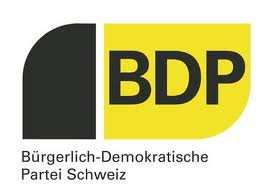 BDP
Bürgerlich-Demokratische
Partei Schweiz